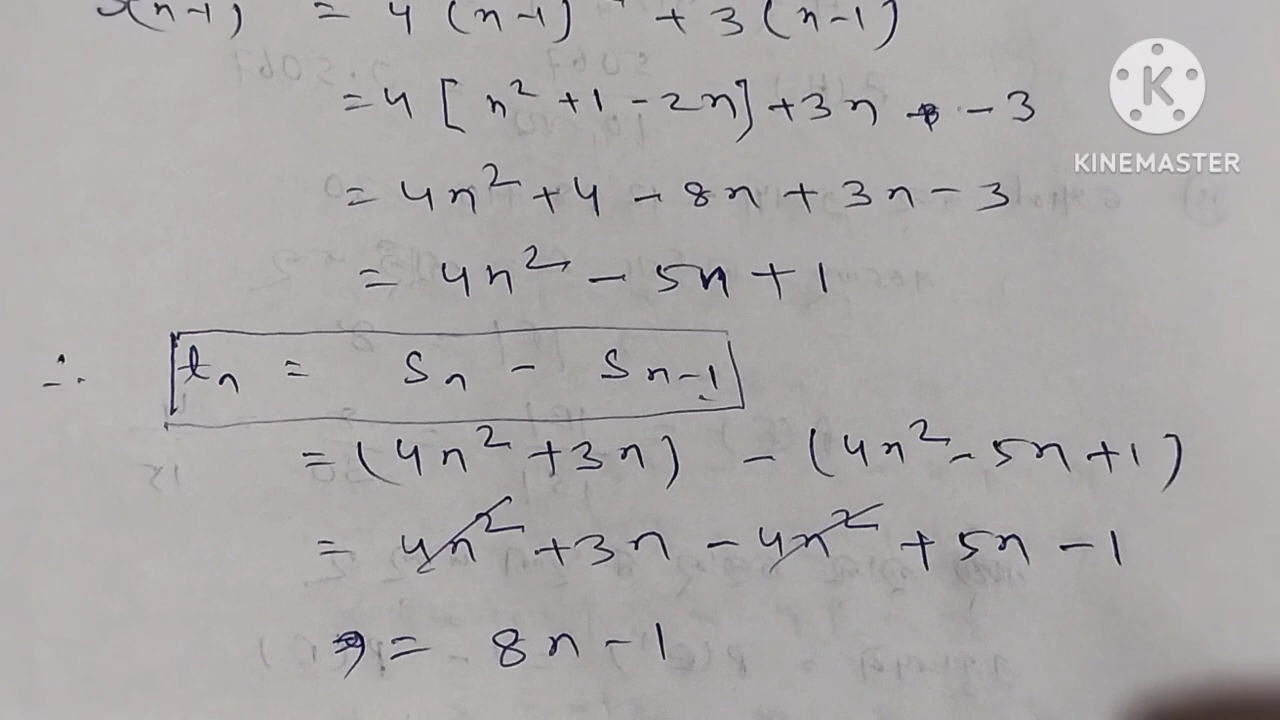 S(n-1) = 4 (n-1)² + 3 (n-1)
= 4 [n² + 1 - 2n] + 3n - 3
= 4n² + 4 - 8n + 3n - 3
= 4n² - 5n + 1
∴ tₙ = Sₙ - Sₙ₋₁
= (4n² + 3n) - (4n² - 5n + 1)
= 4n² + 3n - 4n² + 5n - 1
= 8n - 1
KINEMASTER